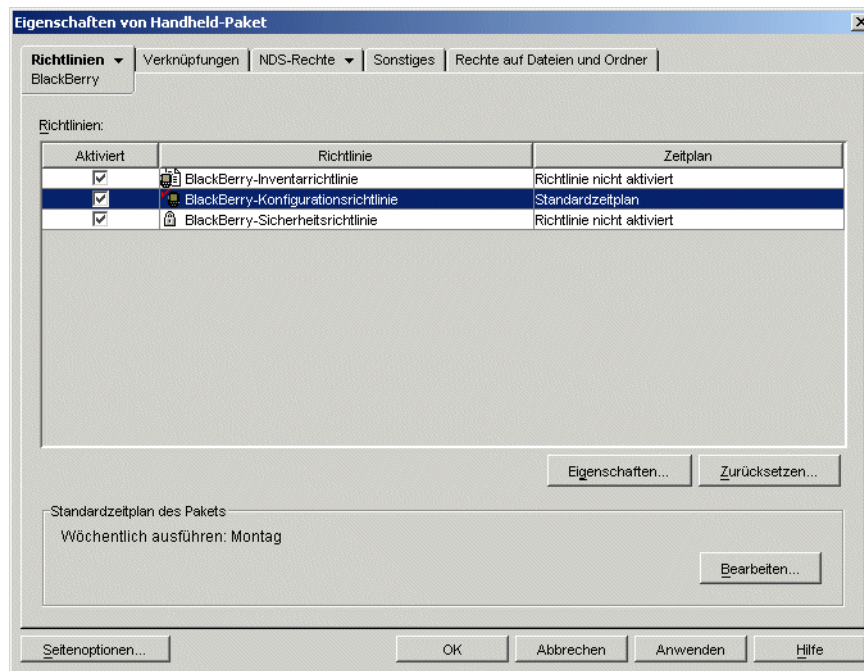 Eigenschaften von Handheld-Paket
Richtlinien Verknüpfungen NDS-Rechte Sonstiges Rechte auf Dateien und Ordner
BlackBerry
Richtlinien:
Aktiviert Richtlinie Zeitplan
BlackBerry-Inventarrichtlinie Richtlinie nicht aktiviert
BlackBerry-Konfigurationsrichtlinie Standardzeitplan
BlackBerry-Sicherheitsrichtlinie Richtlinie nicht aktiviert
Eigenschaften... Zurücksetzen...
Standardzeitplan des Pakets
Wöchentlich ausführen: Montag
Bearbeiten...
Seitenoptionen... OK Abbrechen Anwenden Hilfe